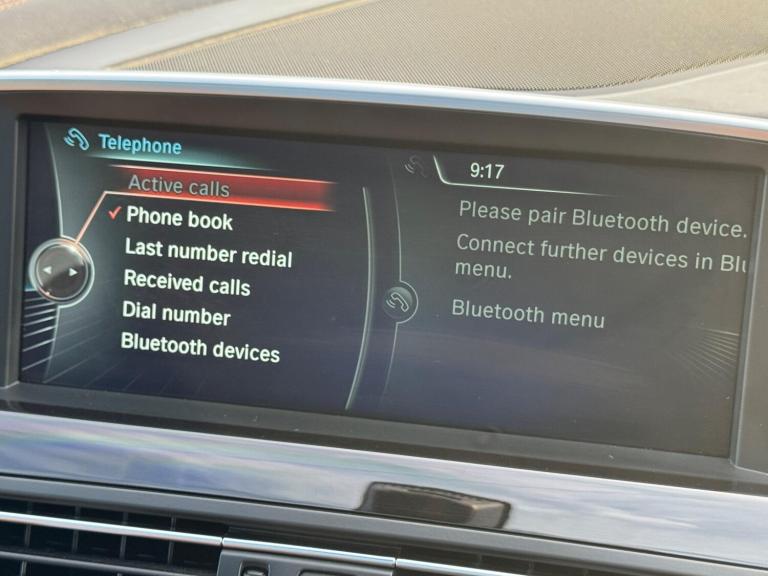 Telephone
Active calls
Phone book
Last number redial
Received calls
Dial number
Bluetooth devices
9:17
Please pair Bluetooth device.
Connect further devices in
menu.
Bluetooth menu